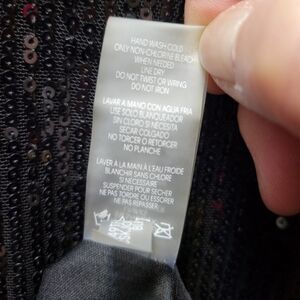 HAND WASH COLD
ONLY NON-CHLORINE BLEACH
WHEN NEEDED
LINE DRY
DO NOT TWIST OR WRING
DO NOT IRON
LAVAR A MANO CON AGUA FRIA
USE SOLO BLANQUEADOR
SIN CLORO SI NECESITA
SECAR COLGADO
NO TORCER O RETORCER
NO PLANCHE
LAVER À LA MAIN À L'EAU FROIDE
BLANCHIR SANS CHLORE
SI NECESSAIRE
SUSPENDRE POUR SECHER
NE PAS TORDRE OU ESSORER
NE PAS REPASSER